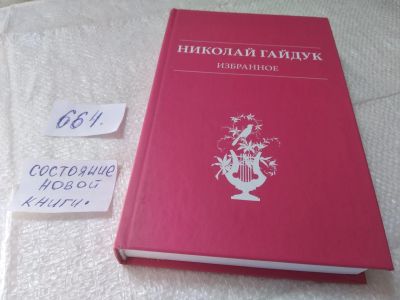 НИКОЛАЙ ГАЙДУК
ИЗБРАННОЕ
664.
СОСТОЯНИЕ
НОВОЙ
КНИГИ.